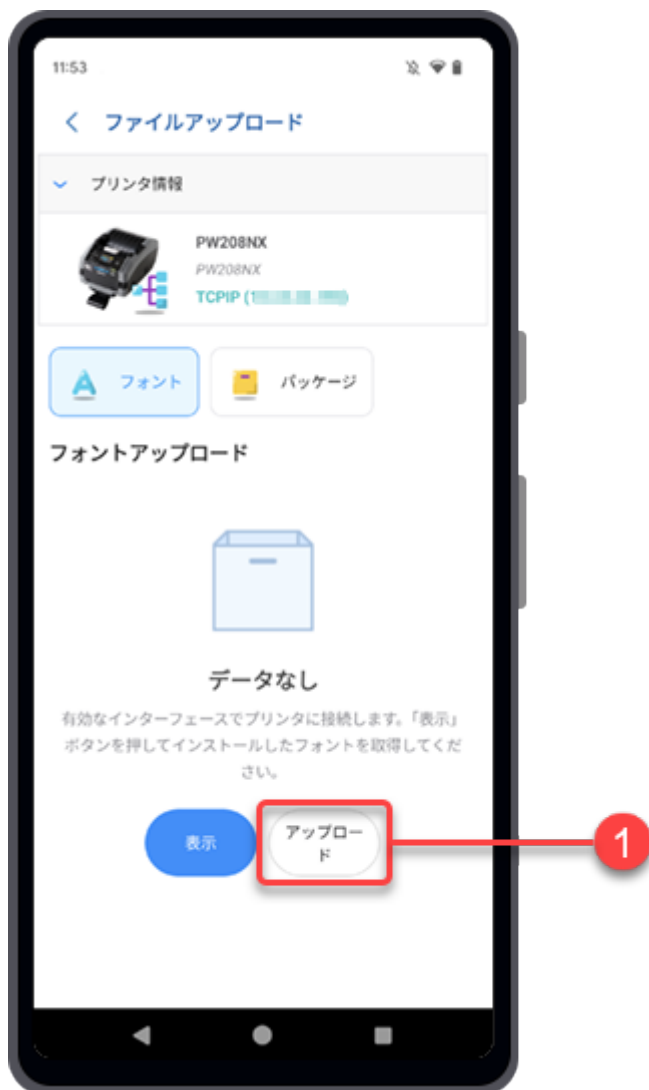 11:53
ファイルアップロード
プリンタ情報
PW208NX
PW208NX
TCPIP (1
フォント
パッケージ
フォントアップロード
データなし
有効なインターフェースでプリンタに接続します。「表示」
ボタンを押してインストールしたフォントを取得してくだ
さい。
表示
アップロー
ド
1